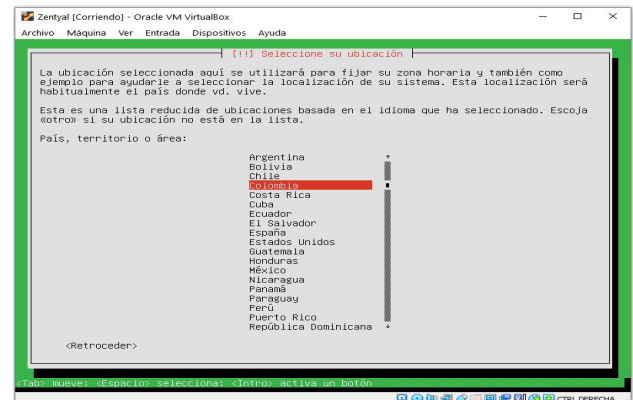 Zentyal [Corriendo] - Oracle VM VirtualBox
Archivo Máquina Ver Entrada Dispositivos Ayuda
[!!] Seleccione su ubicación
La ubicación seleccionada aquí se utilizará para fijar su zona horaria y también como
ejemplo para ayudarle a seleccionar la localización de su sistema. Esta localización será
habitualmente el país donde vd. vive.
Esta es una lista reducida de ubicaciones basada en el idioma que ha seleccionado. Escoja
«otro» si su ubicación no está en la lista.
País, territorio o área:
Argentina
Bolivia
Chile
Colombia
Costa Rica
Cuba
Ecuador
El Salvador
España
Estados Unidos
Guatemala
Honduras
México
Nicaragua
Panamá
Paraguay
Perú
Puerto Rico
República Dominicana
<Retroceder>
<Tab> mueve; <Espacio> selecciona; <Intro> activa un botón
CTRL DERECHA